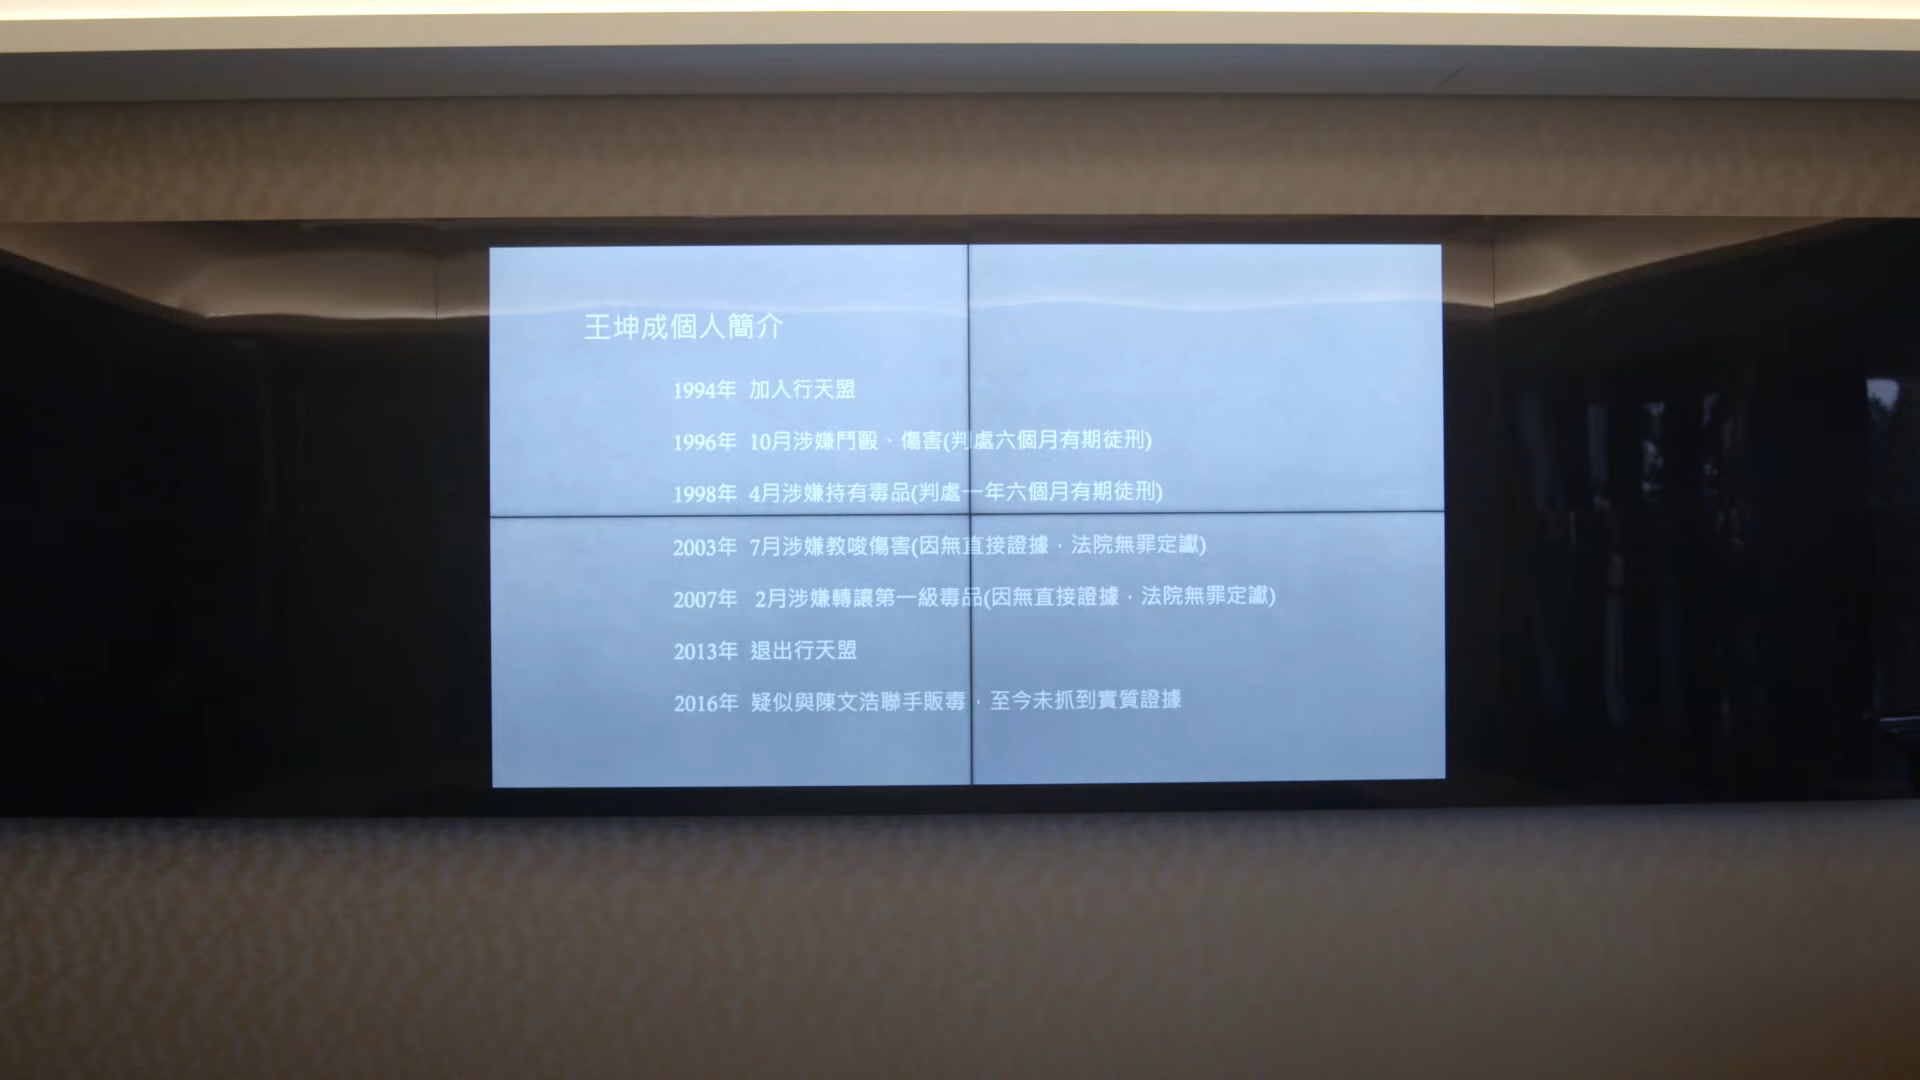 王坤成個人簡介
1994年 加入行天盟
1996年 10月涉嫌鬥毆、傷害(判處六個月有期徒刑)
1998年 4月涉嫌持有毒品(判處一年六個月有期徒刑)
2003年 7月涉嫌教唆傷害(因無直接證據，法院無罪定讞)
2007年 2月涉嫌轉讓第一級毒品(因無直接證據，法院無罪定讞)
2013年 退出行天盟
2016年 疑似與陳文浩聯手販毒，至今未抓到實質證據